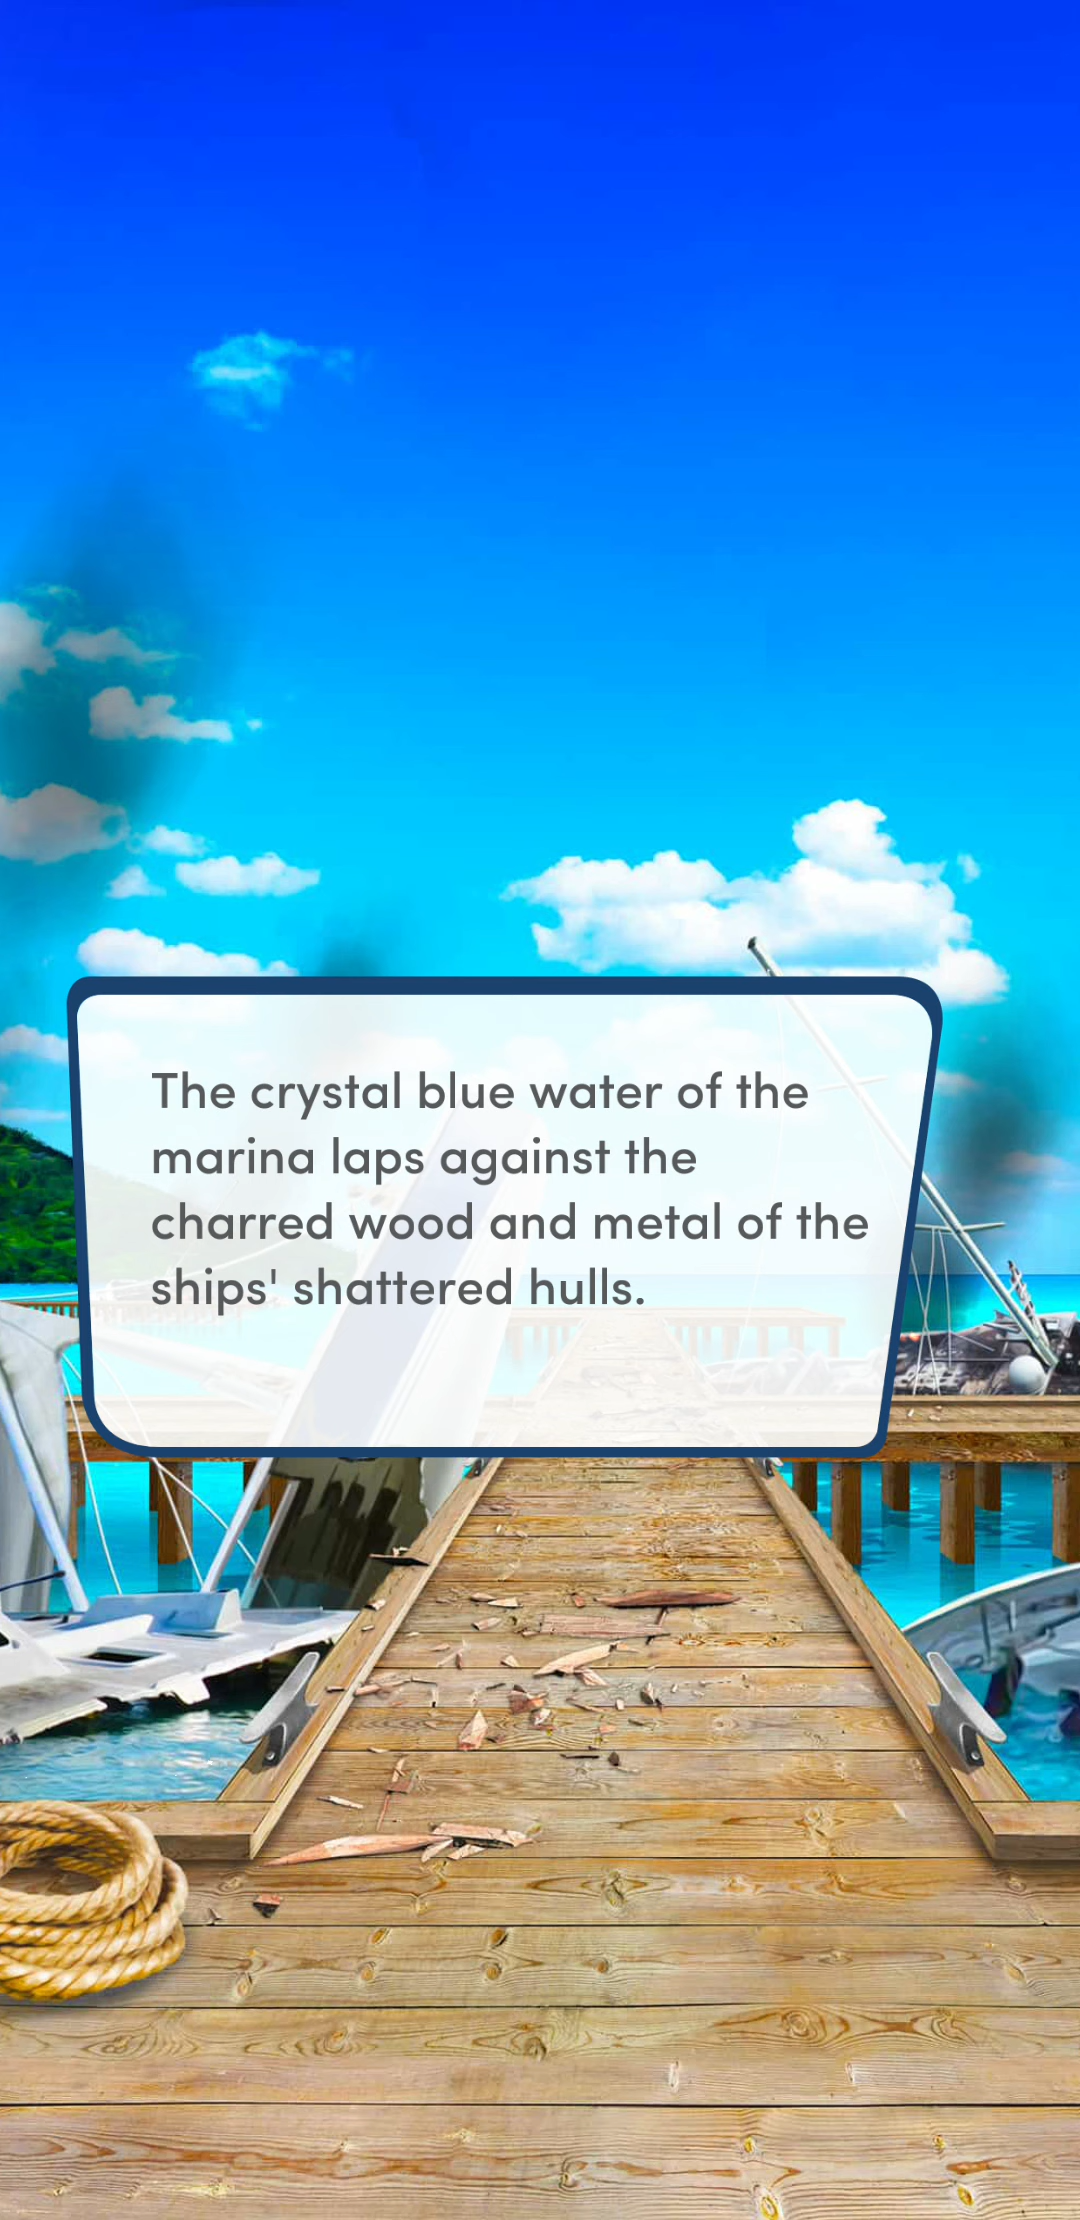 The crystal blue water of the
marina laps against the
charred wood and metal of the
ships' shattered hulls.